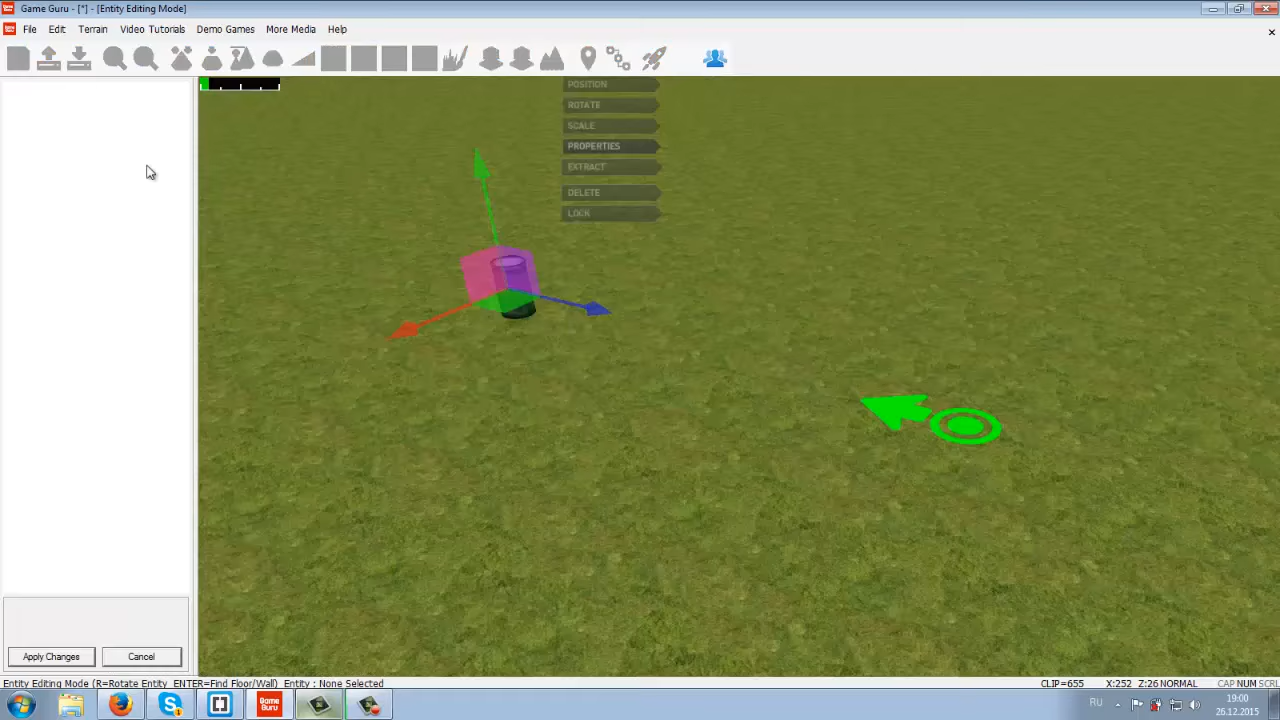 Game Guru - [*] - [Entity Editing Mode]
File Edit Terrain Video Tutorials Demo Games More Media Help
POSITION
ROTATE
SCALE
PROPERTIES
EXTRACT
DELETE
LOCK
Apply Changes Cancel
Entity Editing Mode (R=Rotate Entity ENTER=Find Floor/Wall) Entity : None Selected CLIP=655 X:252 Z:26 NORMAL CAP NUM SCRL
Game Guru
RU
19:00
26.12.2015